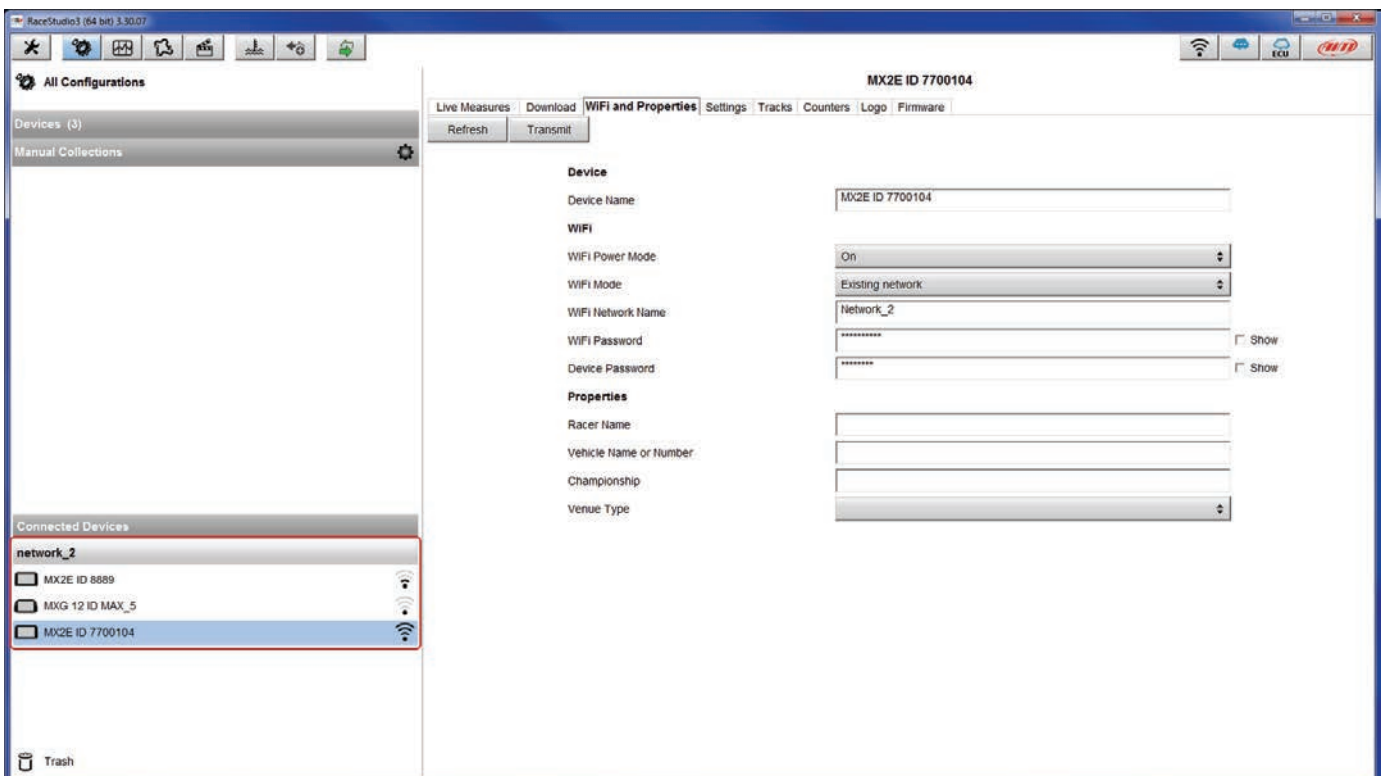 RaceStudio3 (64 bit) 3.30.07
ECU
AiM
All Configurations
Devices (3)
Manual Collections
Connected Devices
network_2
MX2E ID 8889
MXG 12 ID MAX_5
MX2E ID 7700104
Trash
MX2E ID 7700104
Live Measures Download WiFi and Properties Settings Tracks Counters Logo Firmware
Refresh Transmit
Device
Device Name MX2E ID 7700104
WiFi
WiFi Power Mode On
WiFi Mode Existing network
WiFi Network Name Network_2
WiFi Password ********** Show
Device Password ******** Show
Properties
Racer Name
Vehicle Name or Number
Championship
Venue Type